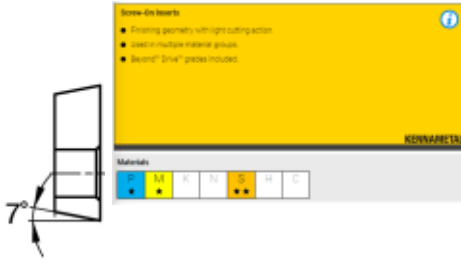 Screw-On Inserts
Finishing geometry with light cutting action.
Used in multiple material groups.
Beyond™ Drive™ grades included.
i
KENNAMETAL
Materials
P M K N S H C
★ ★ ★★
7°